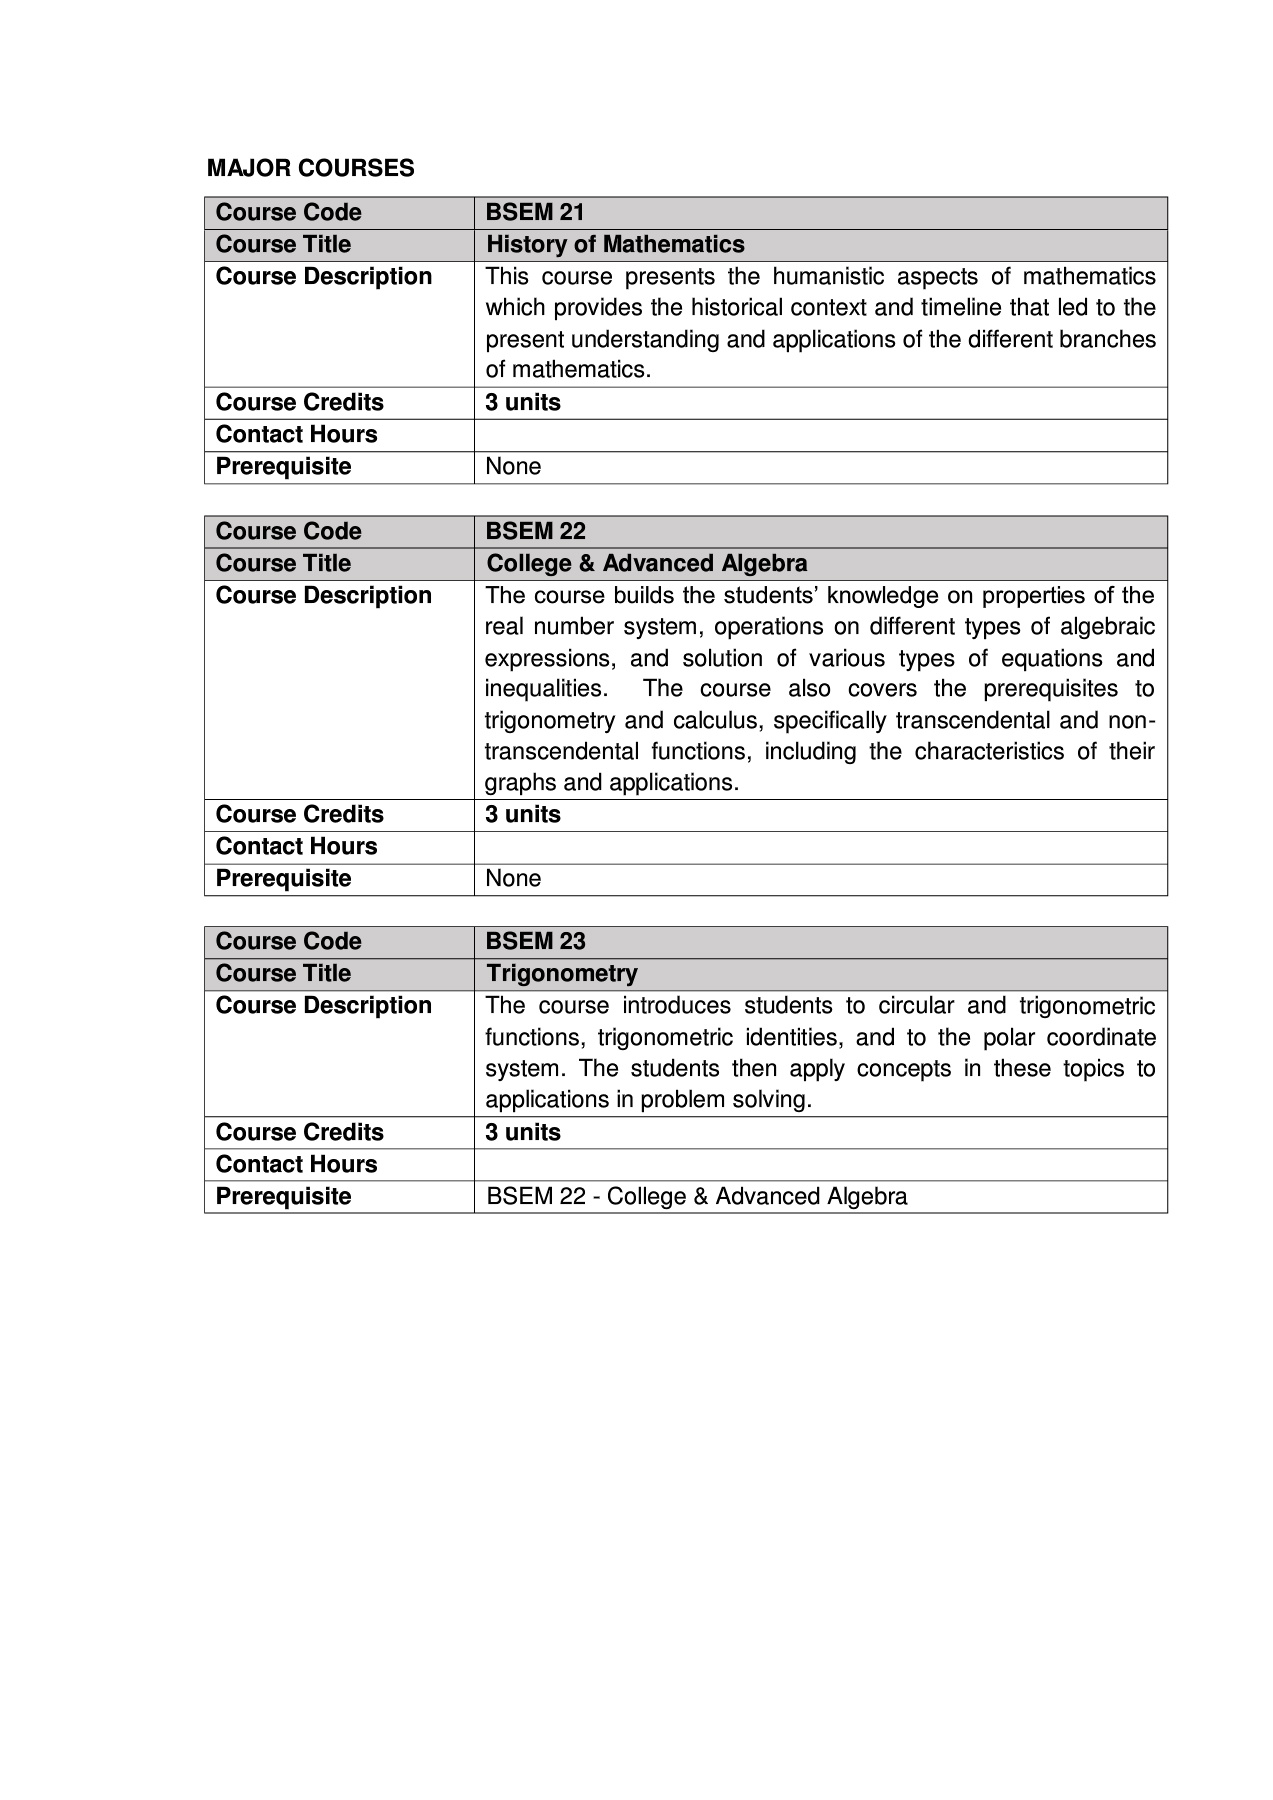 MAJOR COURSES
Course Code BSEM 21
Course Title History of Mathematics
Course Description This course presents the humanistic aspects of mathematics
which provides the historical context and timeline that led to the
present understanding and applications of the different branches
of mathematics.
Course Credits 3 units
Contact Hours
Prerequisite None
Course Code BSEM 22
Course Title College & Advanced Algebra
Course Description The course builds the students’ knowledge on properties of the
real number system, operations on different types of algebraic
expressions, and solution of various types of equations and
inequalities. The course also covers the prerequisites to
trigonometry and calculus, specifically transcendental and non-
transcendental functions, including the characteristics of their
graphs and applications.
Course Credits 3 units
Contact Hours
Prerequisite None
Course Code BSEM 23
Course Title Trigonometry
Course Description The course introduces students to circular and trigonometric
functions, trigonometric identities, and to the polar coordinate
system. The students then apply concepts in these topics to
applications in problem solving.
Course Credits 3 units
Contact Hours
Prerequisite BSEM 22 - College & Advanced Algebra